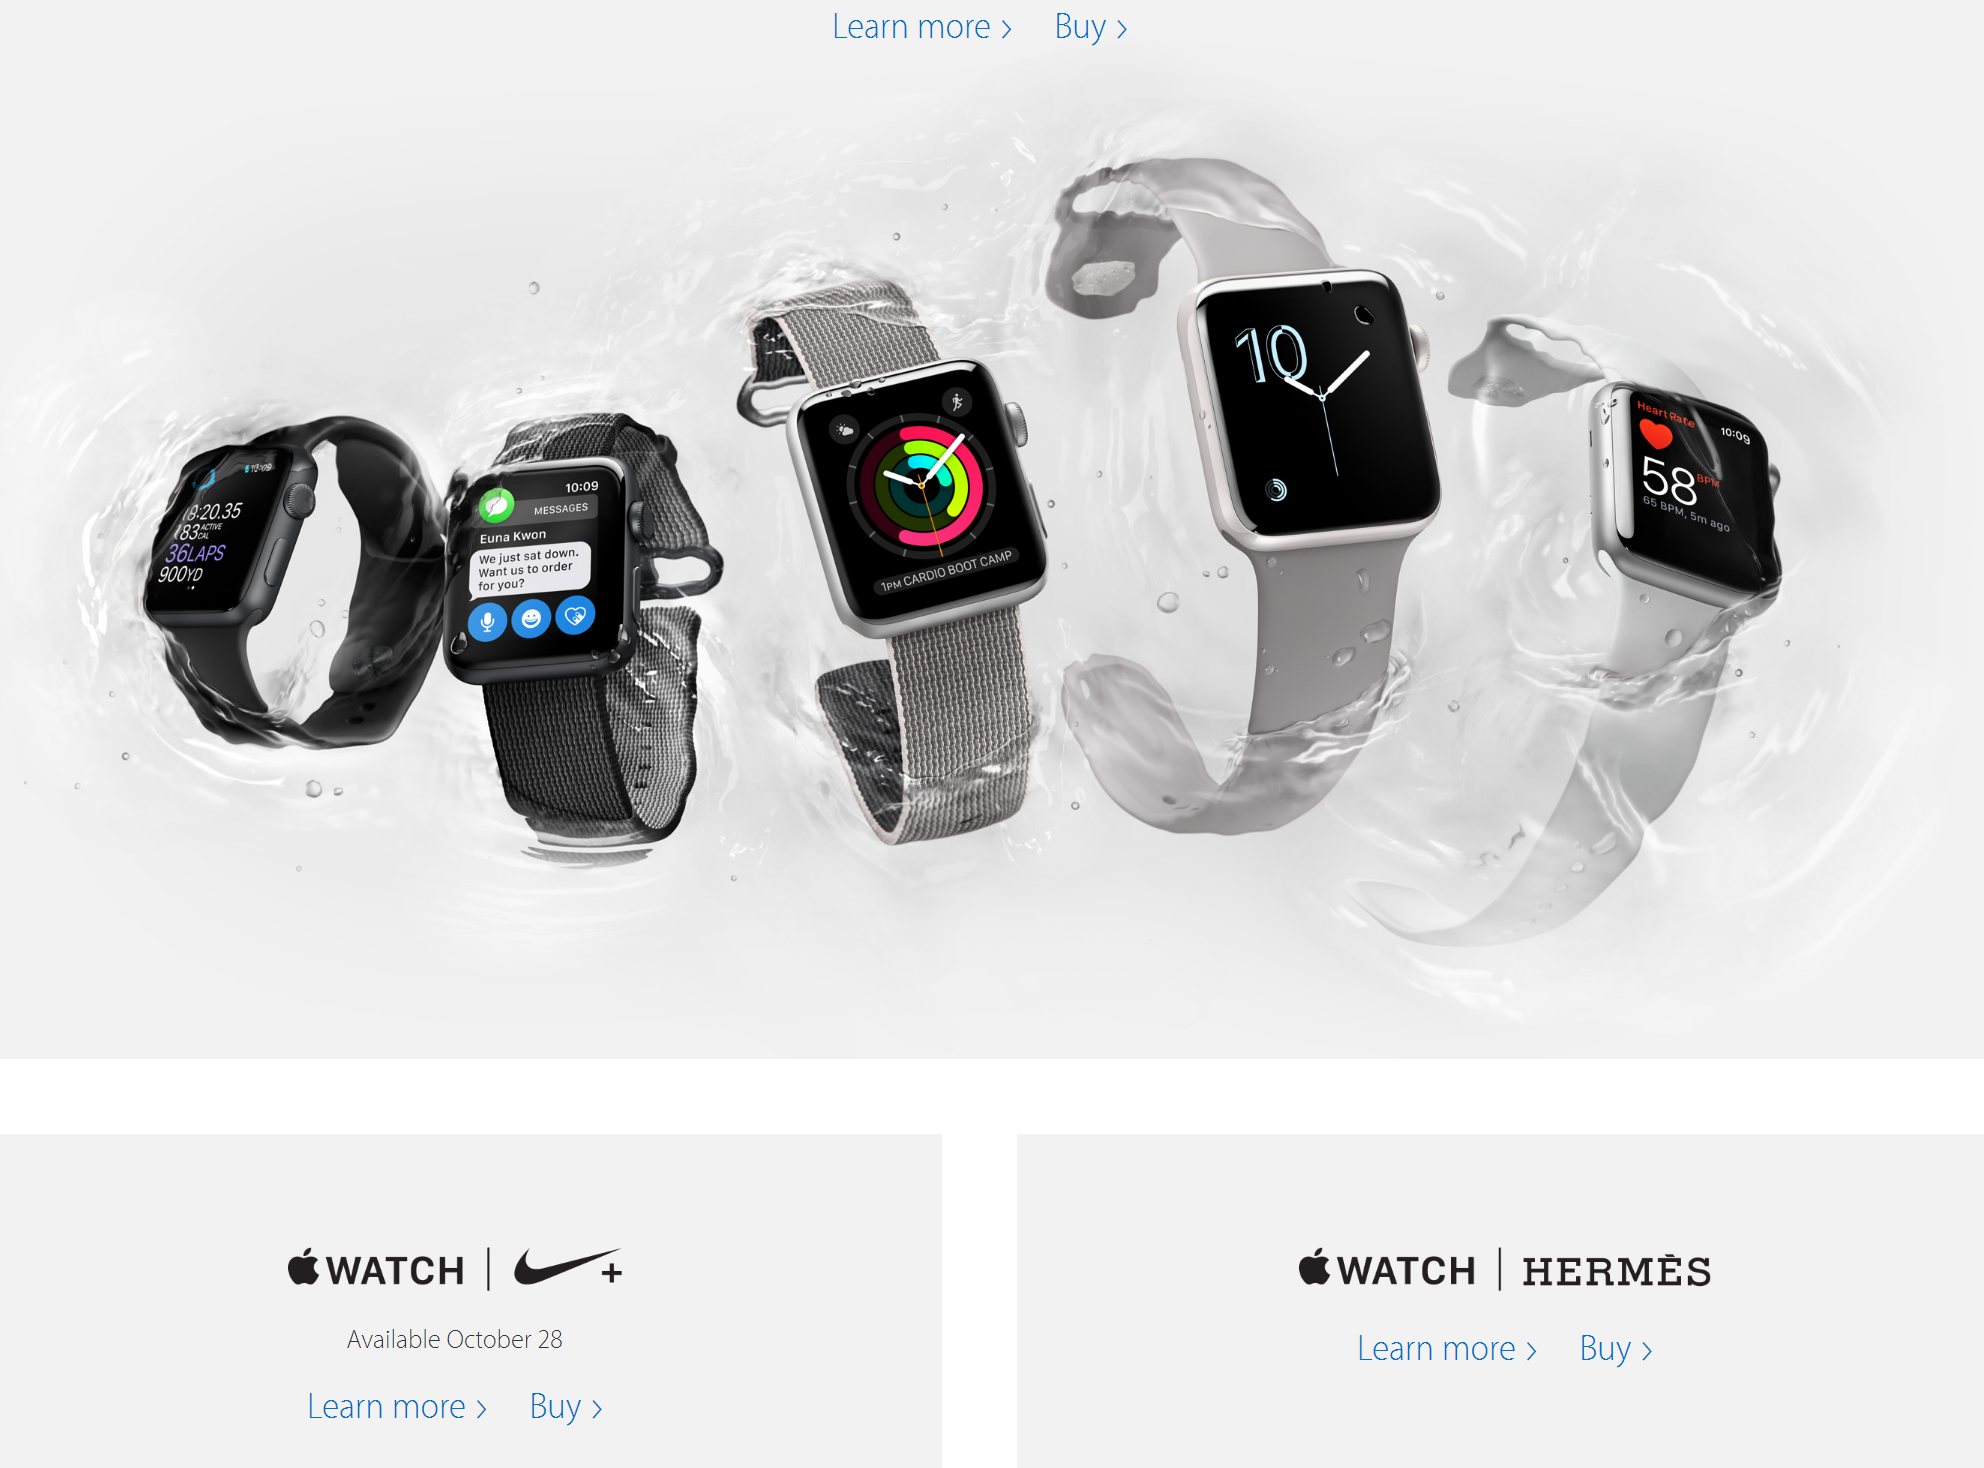 Learn more > Buy >
10:09
18:20.35
183 ACTIVE CAL
36LAPS
900YD
10:09
MESSAGES
Euna Kwon
We just sat down.
Want us to order
for you?
1PM CARDIO BOOT CAMP
10
Heart Rate
10:09
58 BPM
65 BPM, 5m ago
WATCH | +
Available October 28
Learn more > Buy >
WATCH | HERMÈS
Learn more > Buy >